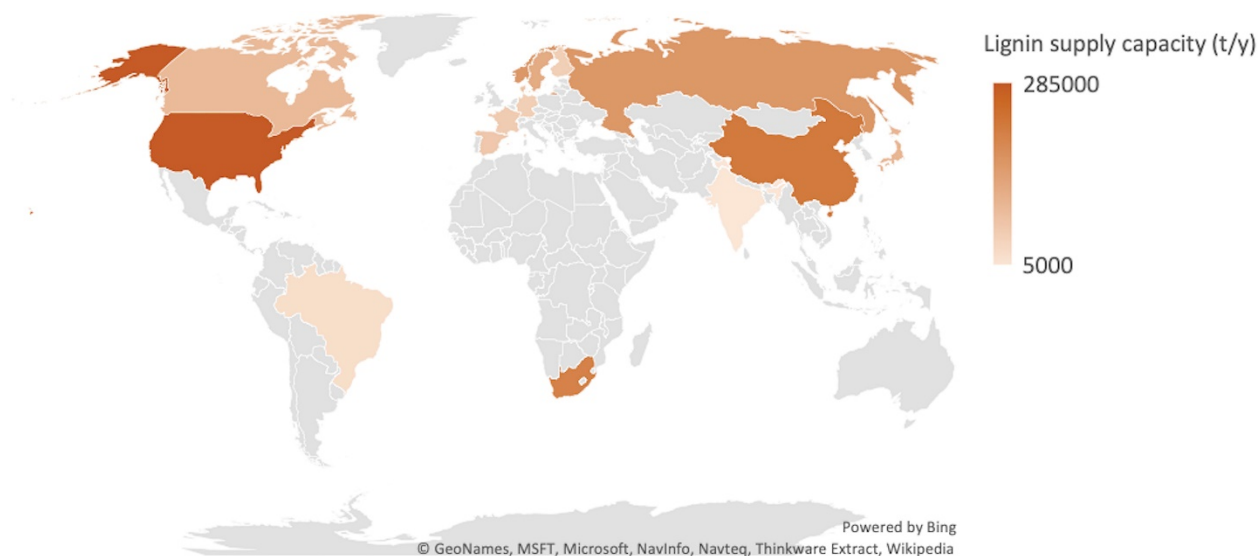 Lignin supply capacity (t/y)
285000
5000
Powered by Bing
© GeoNames, MSFT, Microsoft, NavInfo, Navteq, Thinkware Extract, Wikipedia